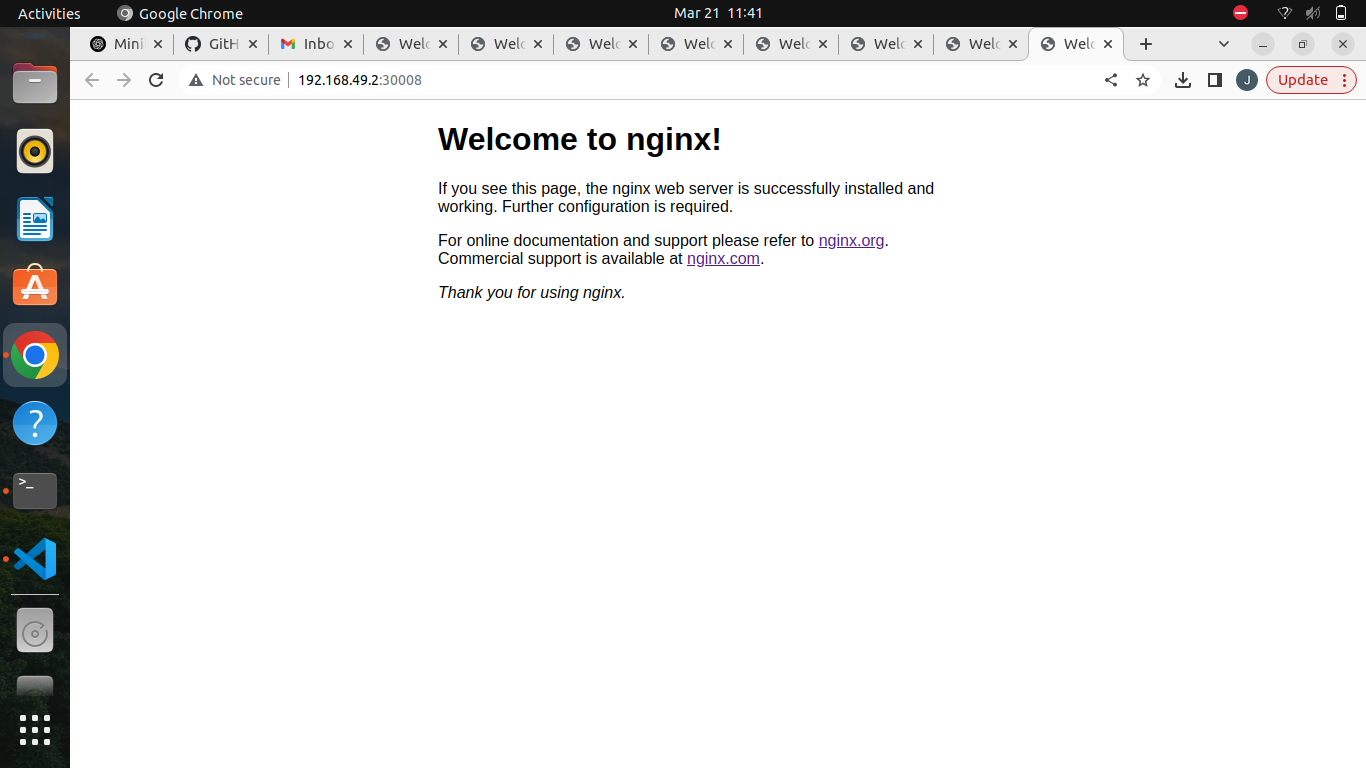 Activities Google Chrome Mar 21 11:41
Mini GitH Inbo Welc Welc Welc Welc Welc Welc Welc Welc
Not secure 192.168.49.2:30008 J Update
Welcome to nginx!
If you see this page, the nginx web server is successfully installed and
working. Further configuration is required.
For online documentation and support please refer to nginx.org.
Commercial support is available at nginx.com.
Thank you for using nginx.
?
>_